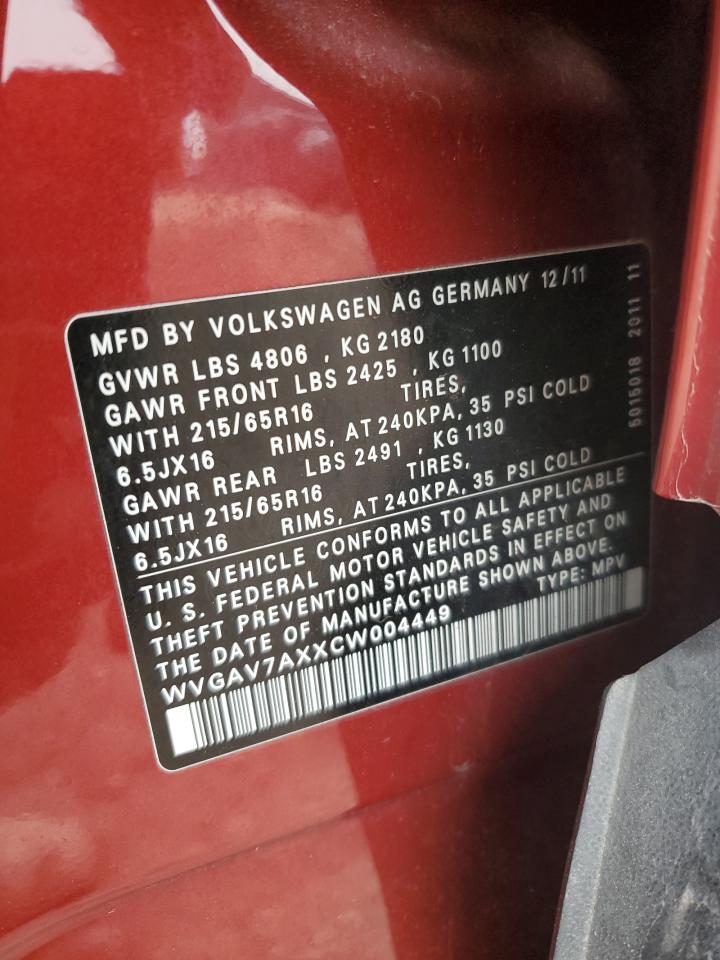 MFD BY VOLKSWAGEN AG GERMANY 12/11
GVWR LBS 4806 , KG 2180
GAWR FRONT LBS 2425 , KG 1100
WITH 215/65R16 TIRES,
6.5JX16 RIMS, AT 240KPA, 35 PSI COLD
GAWR REAR LBS 2491 , KG 1130
WITH 215/65R16 TIRES,
6.5JX16 RIMS, AT 240KPA, 35 PSI COLD
THIS VEHICLE CONFORMS TO ALL APPLICABLE
U. S. FEDERAL MOTOR VEHICLE SAFETY AND
THEFT PREVENTION STANDARDS IN EFFECT ON
THE DATE OF MANUFACTURE SHOWN ABOVE.
TYPE: MPV
WVGAV7AXXCW004449
5015018 2011 11